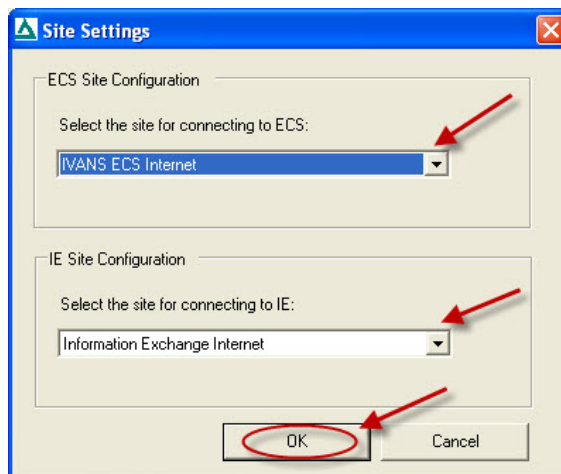 Site Settings
ECS Site Configuration
Select the site for connecting to ECS:
IVANS ECS Internet
IE Site Configuration
Select the site for connecting to IE:
Information Exchange Internet
OK
Cancel